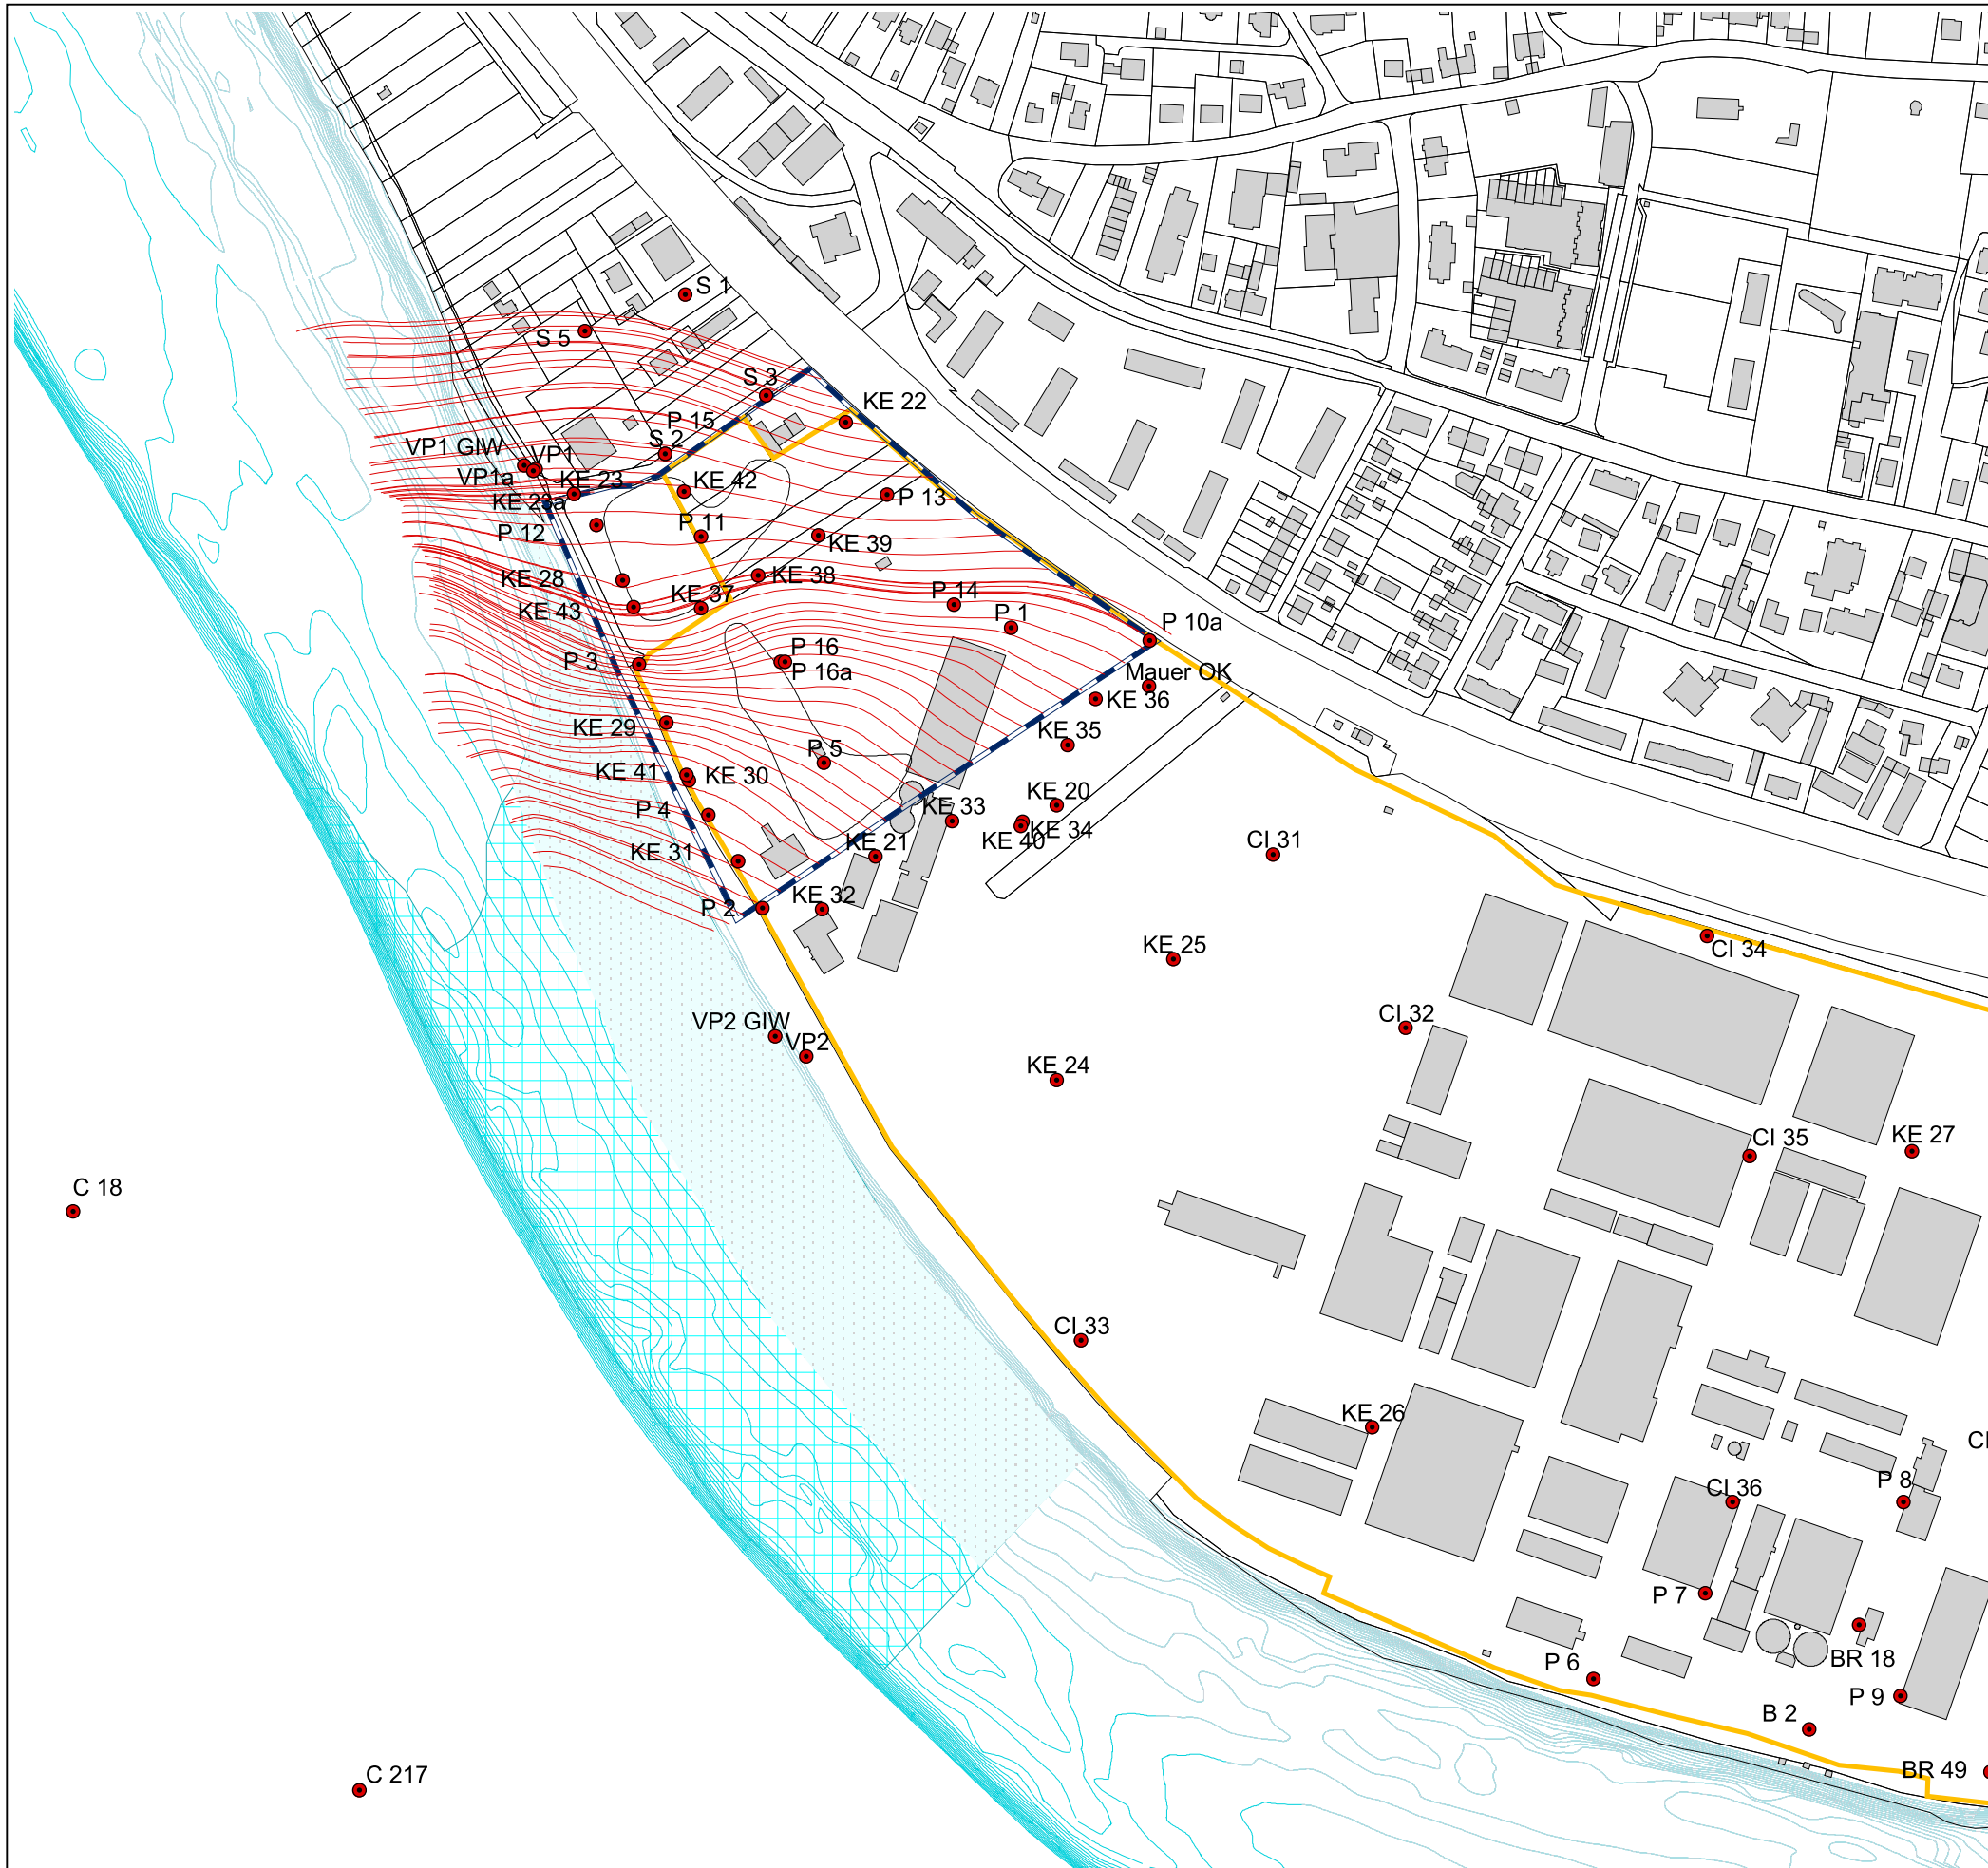 S 1
S 5
S 3
KE 22
P 15
S 2
VP1 GIW
VP1
VP1a
KE 23
KE 42
KE 23a
P 13
P 11
P 12
KE 39
KE 38
KE 28
KE 37
P 14
KE 43
P 1
P 10a
P 16
P 3
P 16a
Mauer OK
KE 36
KE 29
KE 35
P 5
KE 41
KE 30
KE 20
P 4
KE 33
KE 34
KE 40
KE 21
CI 31
KE 31
KE 32
P 2
KE 25
CI 34
VP2 GIW
CI 32
VP2
KE 24
CI 35
KE 27
C 18
CI 33
KE 26
P 8
CI 36
P 7
BR 18
P 6
P 9
B 2
BR 49
C 217